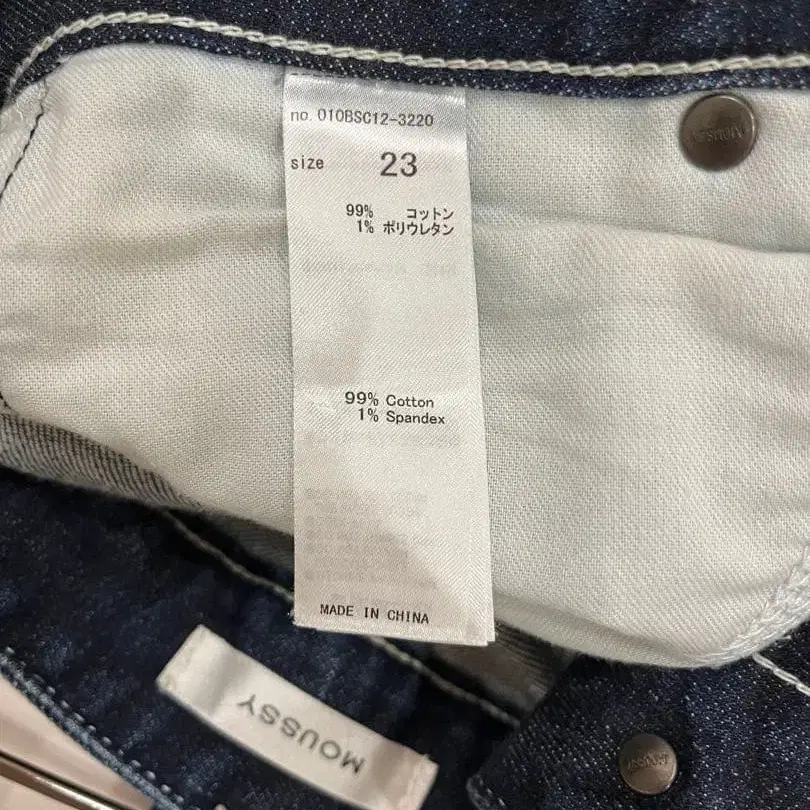 no. 010BSC12-3220
size 23
99% コットン
1% ポリウレタン
99% Cotton
1% Spandex
MADE IN CHINA
MOUSSY